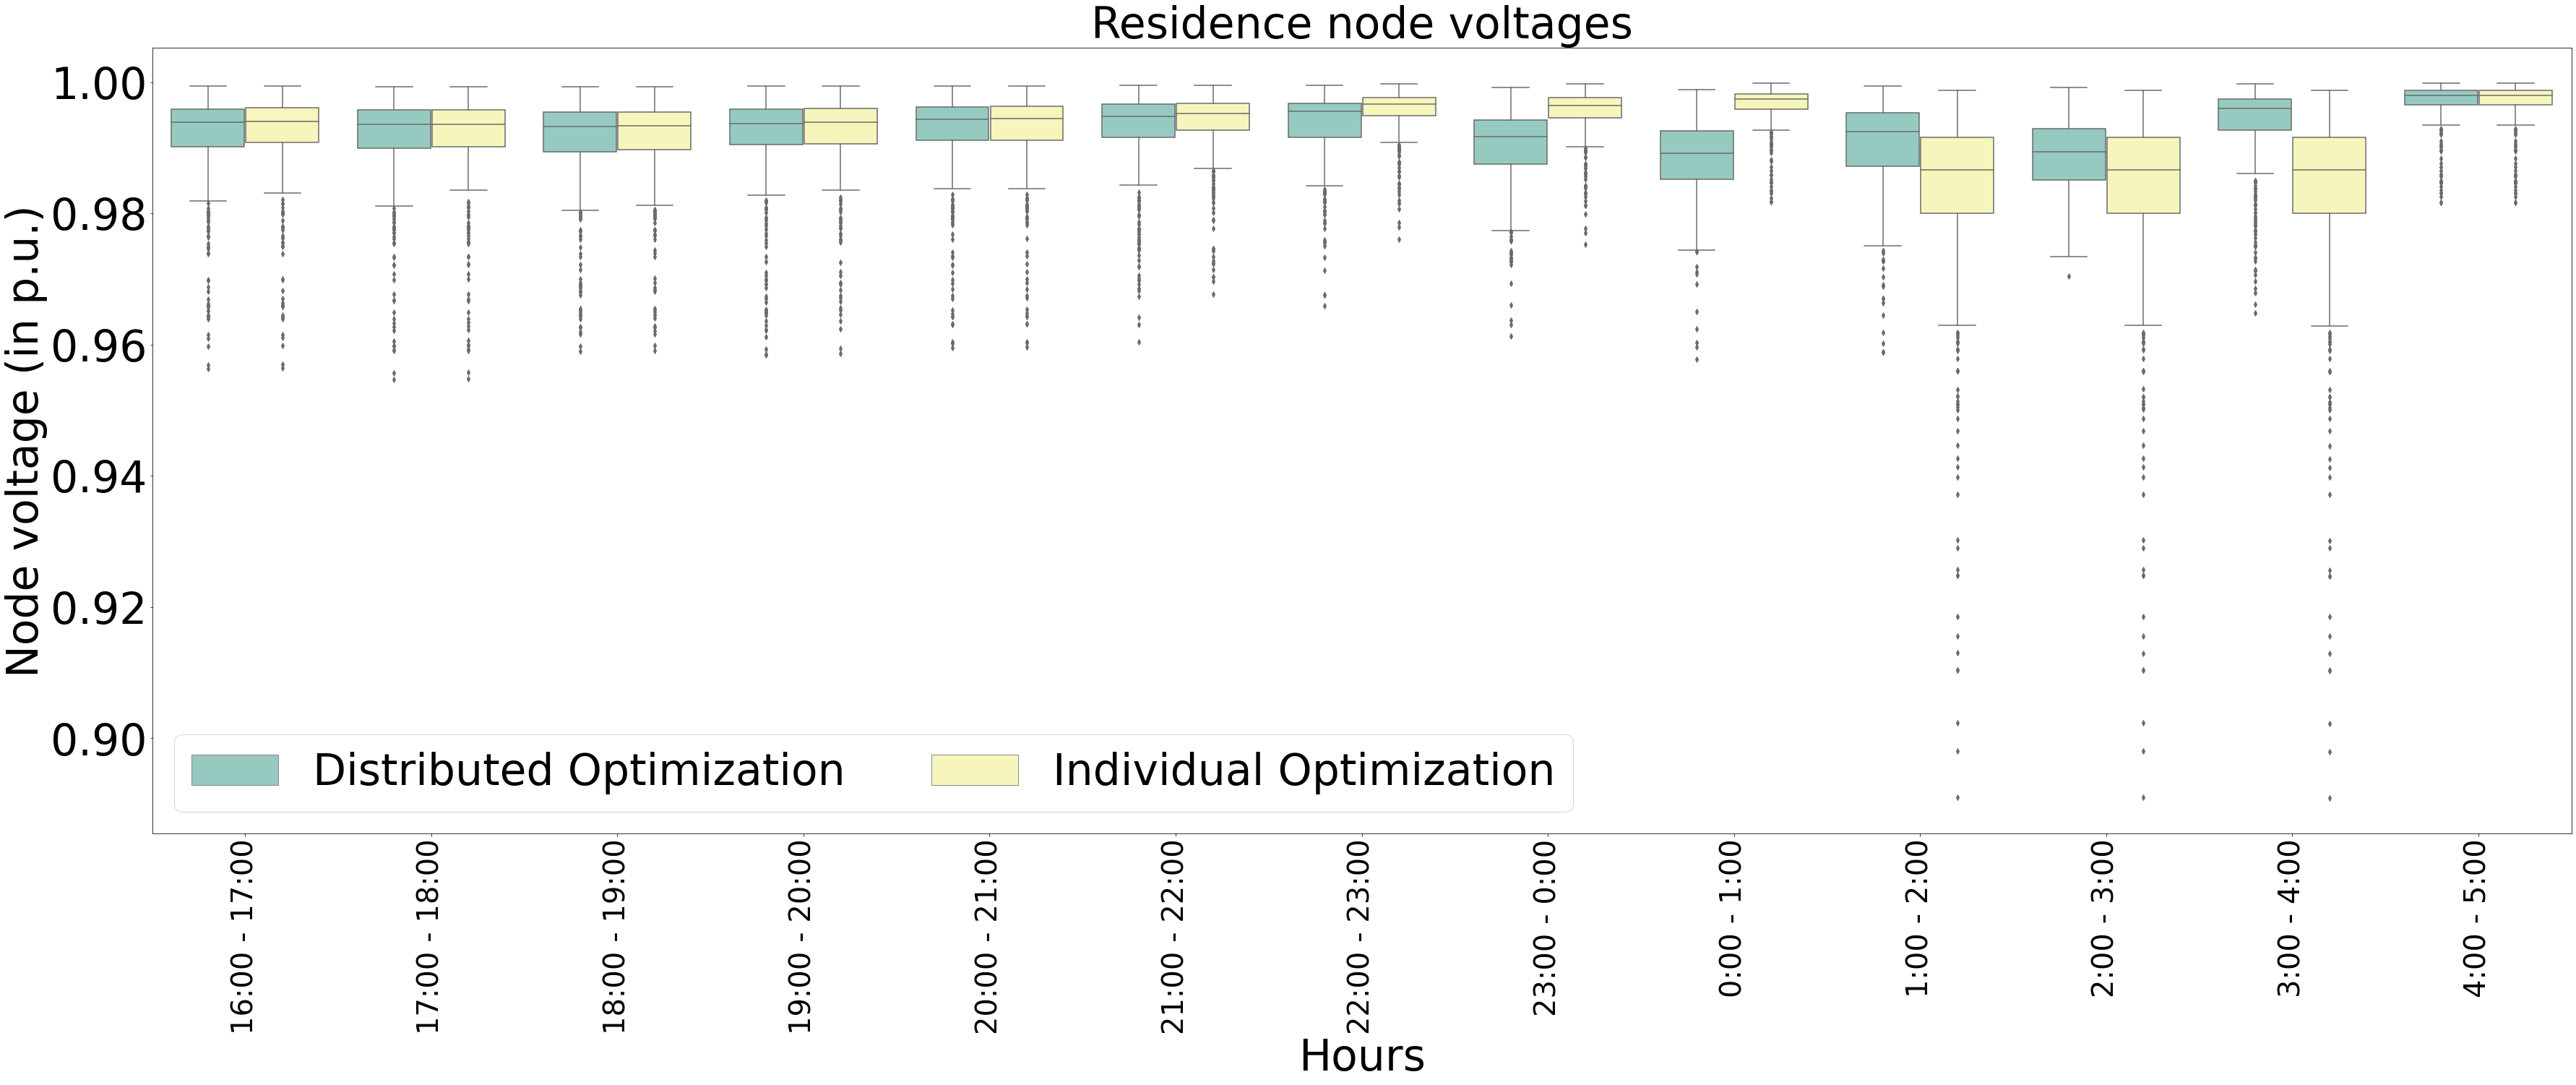 Residence node voltages
Node voltage (in p.u.)
1.00
0.98
0.96
0.94
0.92
0.90
Distributed Optimization
Individual Optimization
16:00 - 17:00
17:00 - 18:00
18:00 - 19:00
19:00 - 20:00
20:00 - 21:00
21:00 - 22:00
22:00 - 23:00
23:00 - 0:00
0:00 - 1:00
1:00 - 2:00
2:00 - 3:00
3:00 - 4:00
4:00 - 5:00
Hours